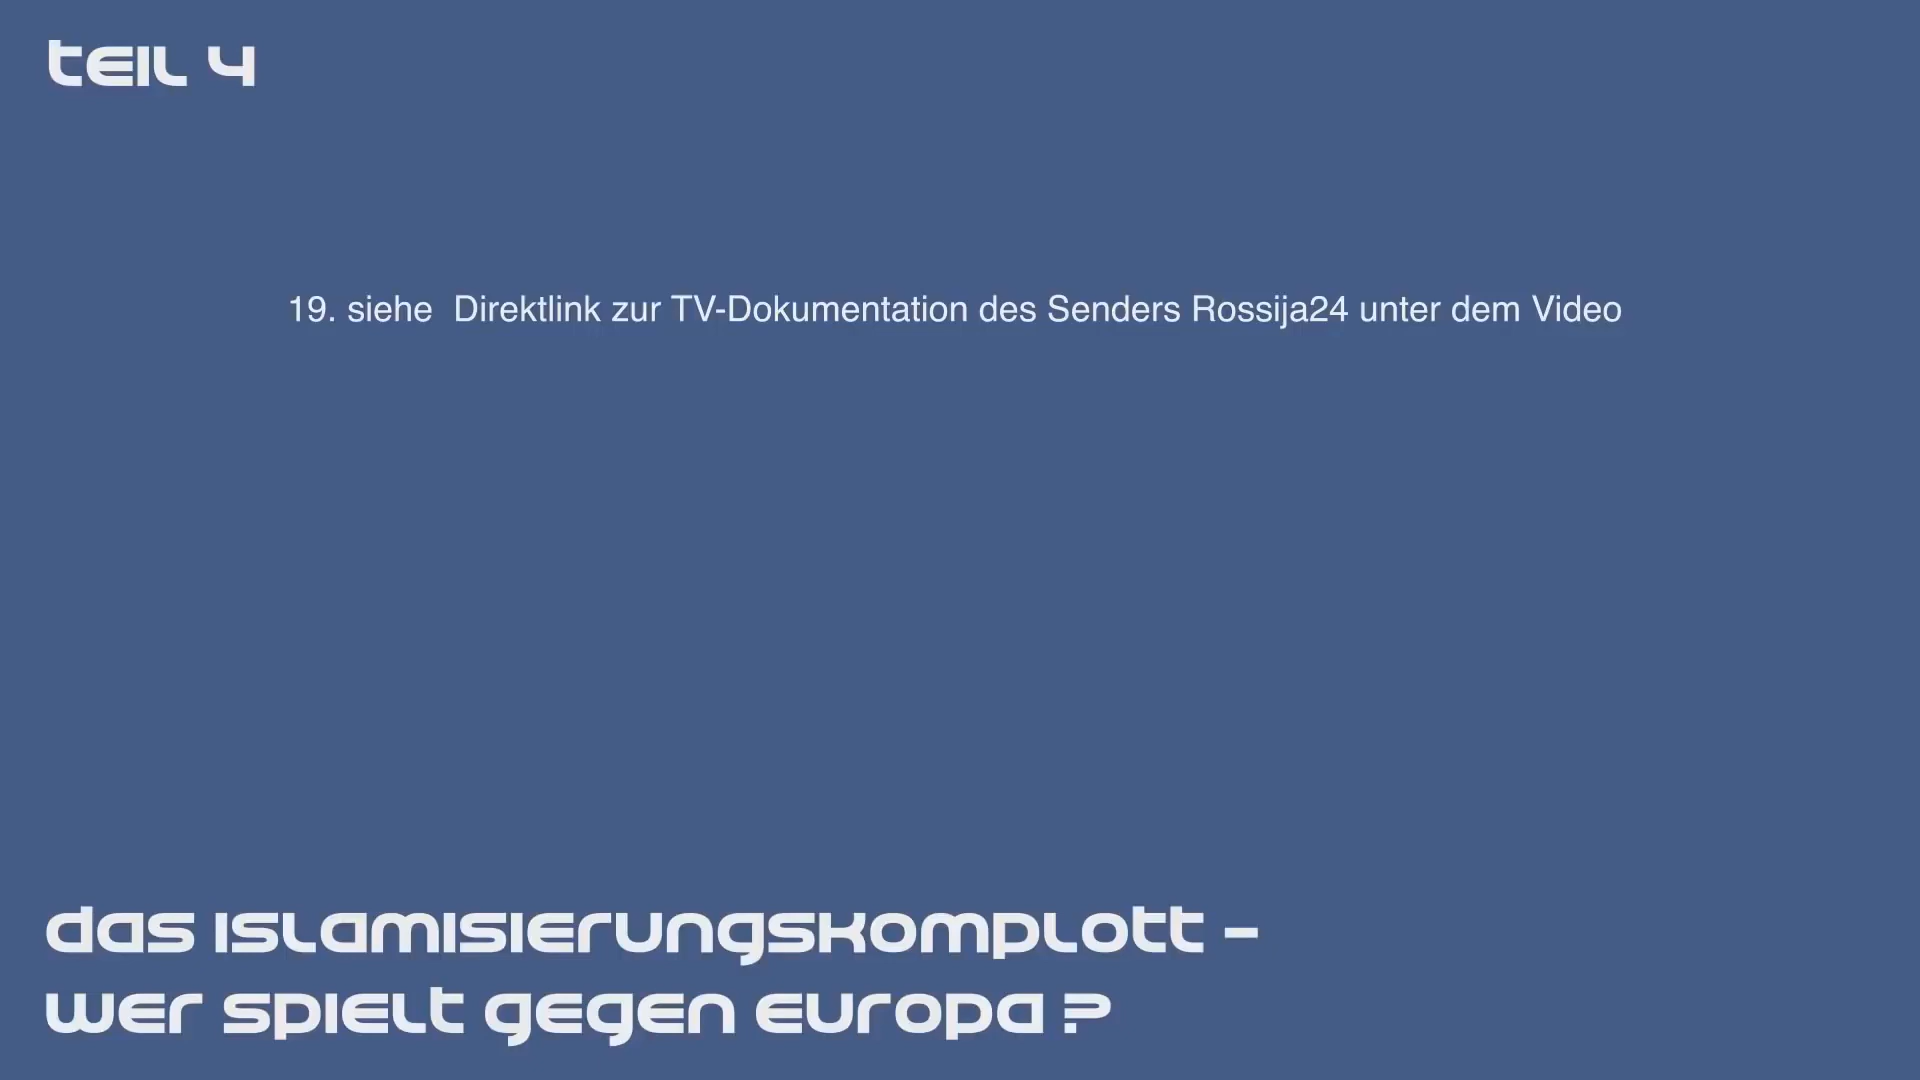 Teil 4
19. siehe  Direktlink zur TV-Dokumentation des Senders Rossija24 unter dem Video
Das Islamisierungskomplott –
Wer spielt gegen Europa ?